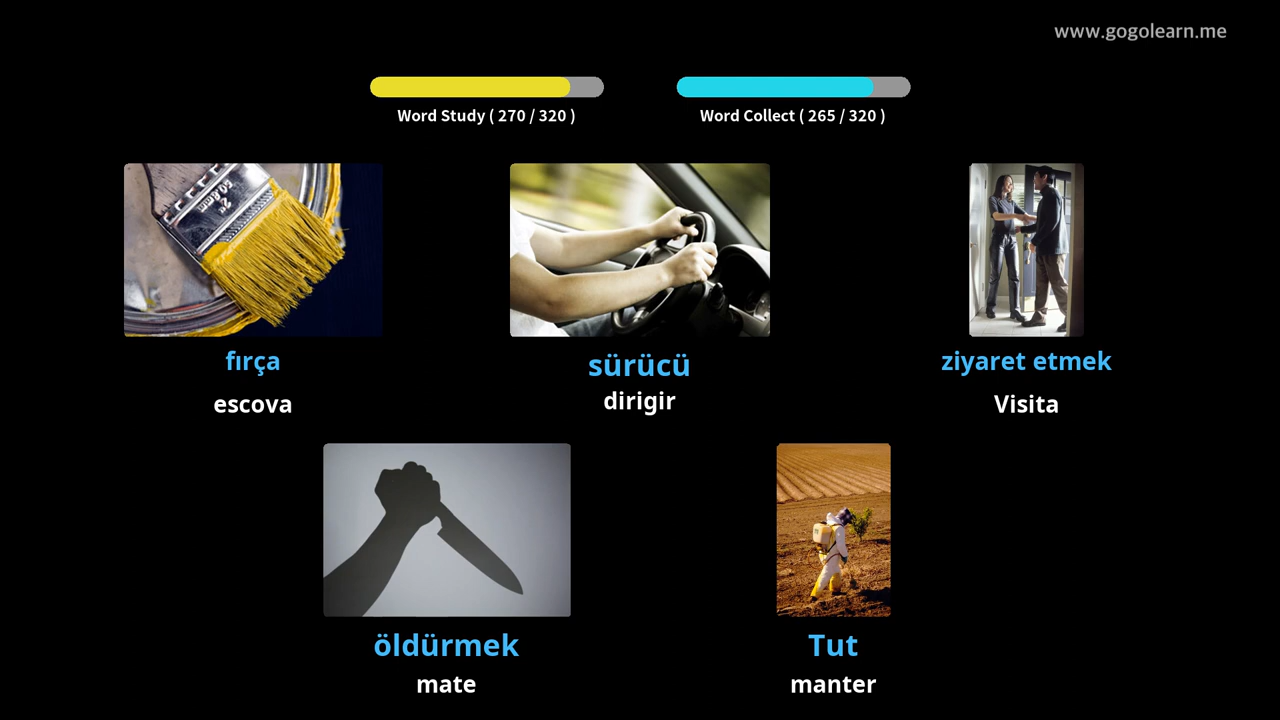 www.gogolearn.me
Word Study ( 270 / 320 )
Word Collect ( 265 / 320 )
fırça
escova
sürücü
dirigir
ziyaret etmek
Visita
öldürmek
mate
Tut
manter